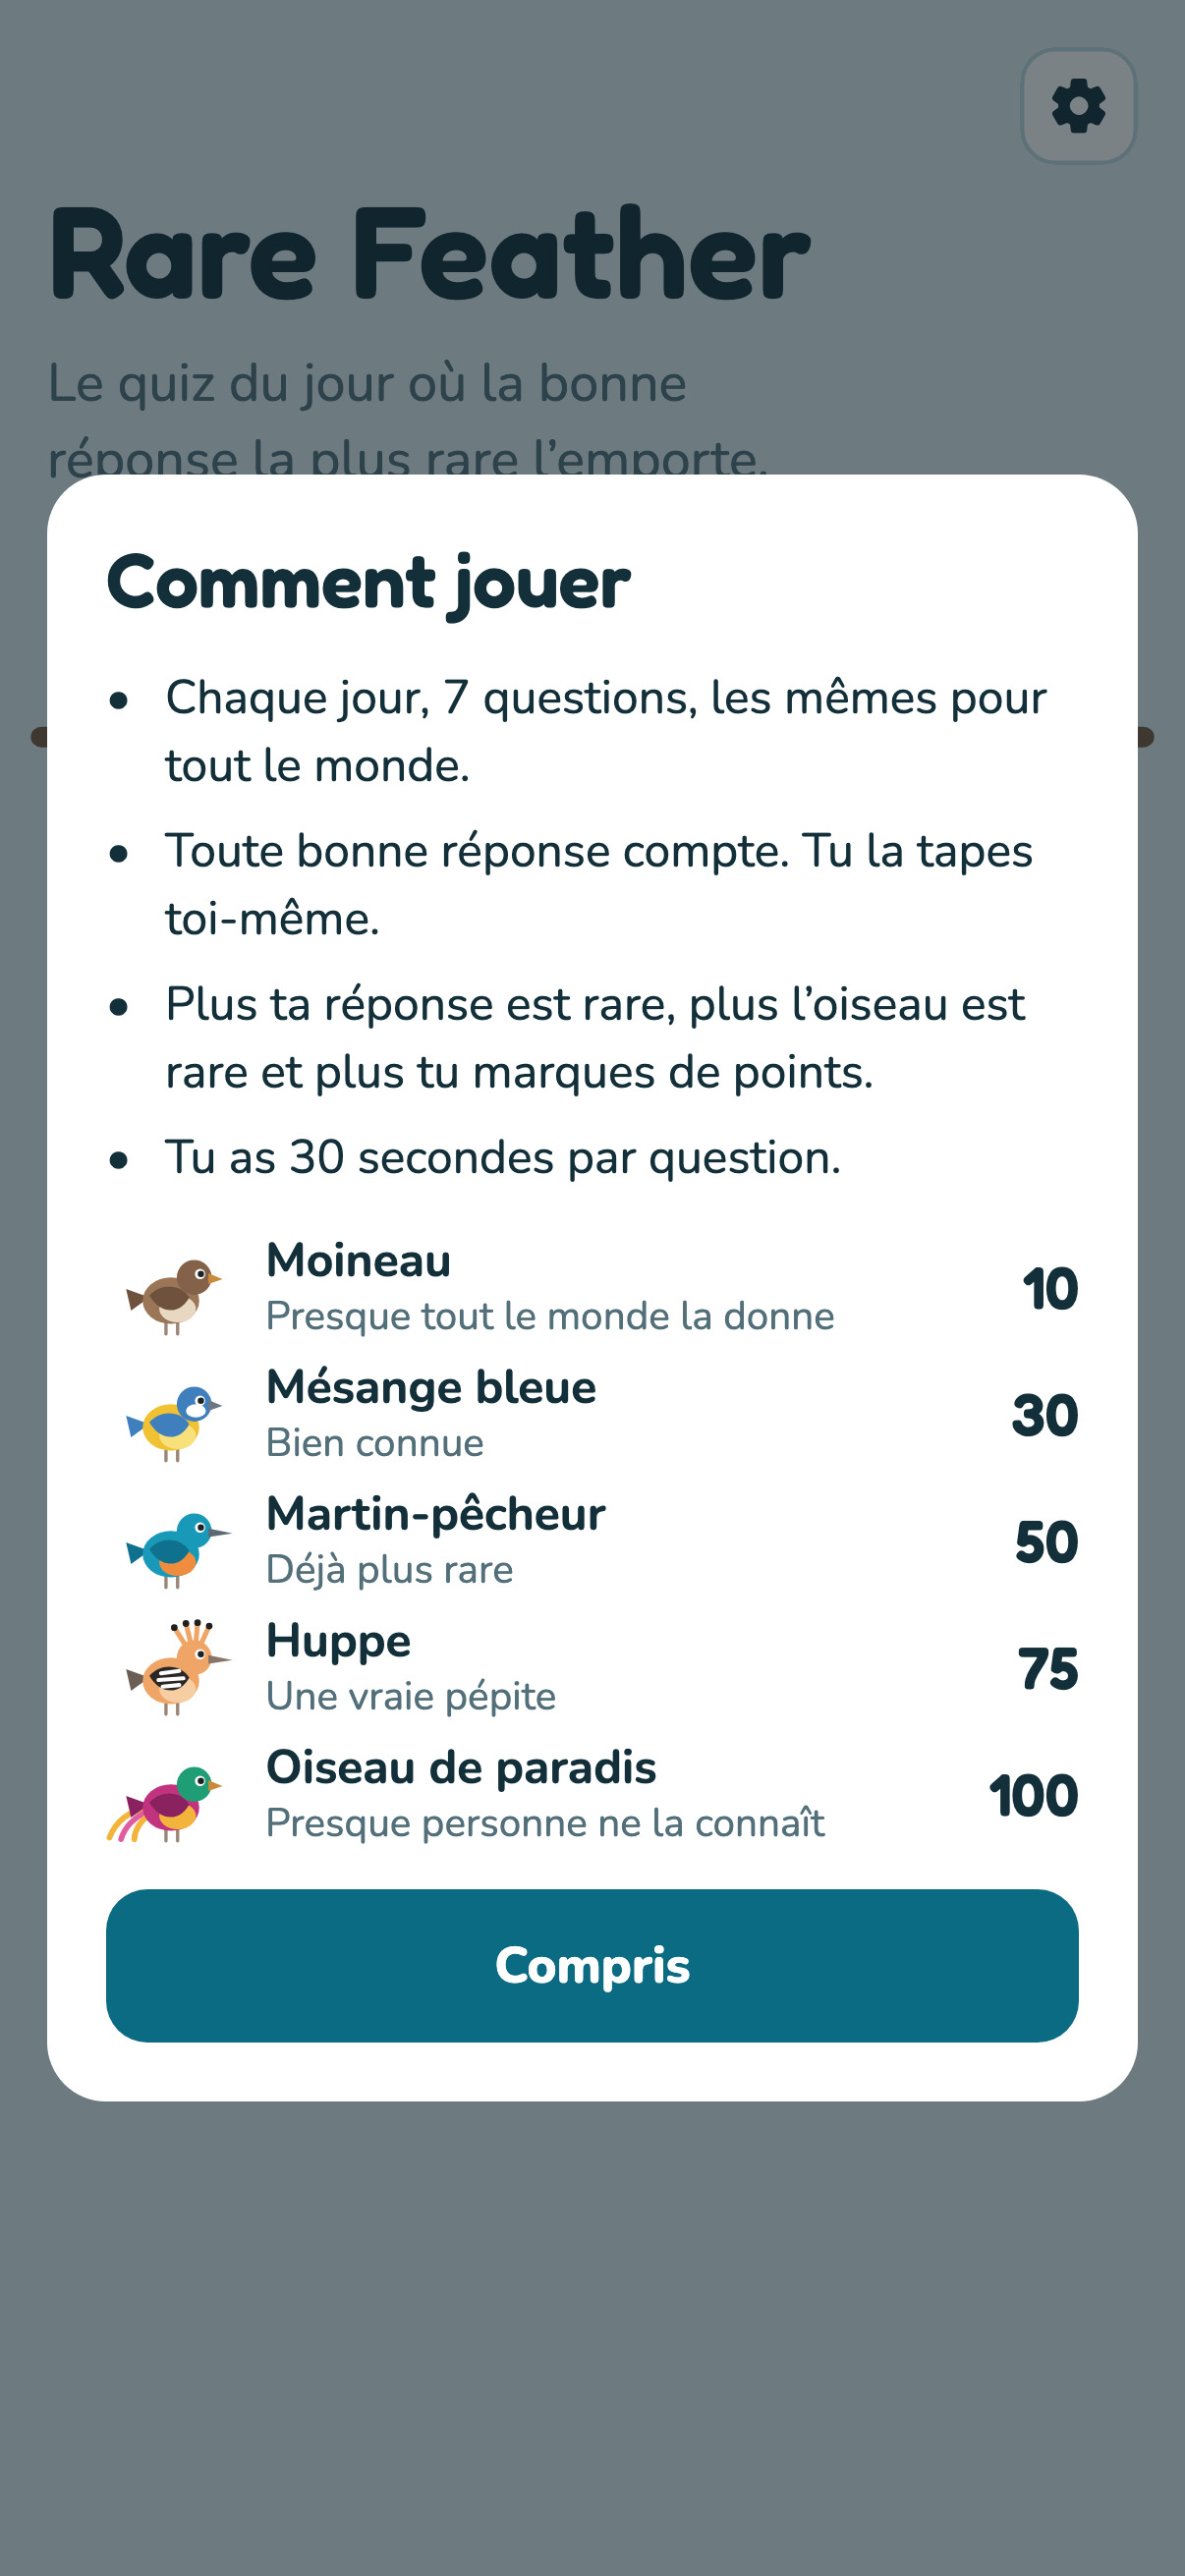 Rare Feather
Le quiz du jour où la bonne
réponse la plus rare l’emporte.
Comment jouer
• Chaque jour, 7 questions, les mêmes pour
tout le monde.
• Toute bonne réponse compte. Tu la tapes
toi-même.
• Plus ta réponse est rare, plus l’oiseau est
rare et plus tu marques de points.
• Tu as 30 secondes par question.
Moineau
Presque tout le monde la donne
10
Mésange bleue
Bien connue
30
Martin-pêcheur
Déjà plus rare
50
Huppe
Une vraie pépite
75
Oiseau de paradis
Presque personne ne la connaît
100
Compris